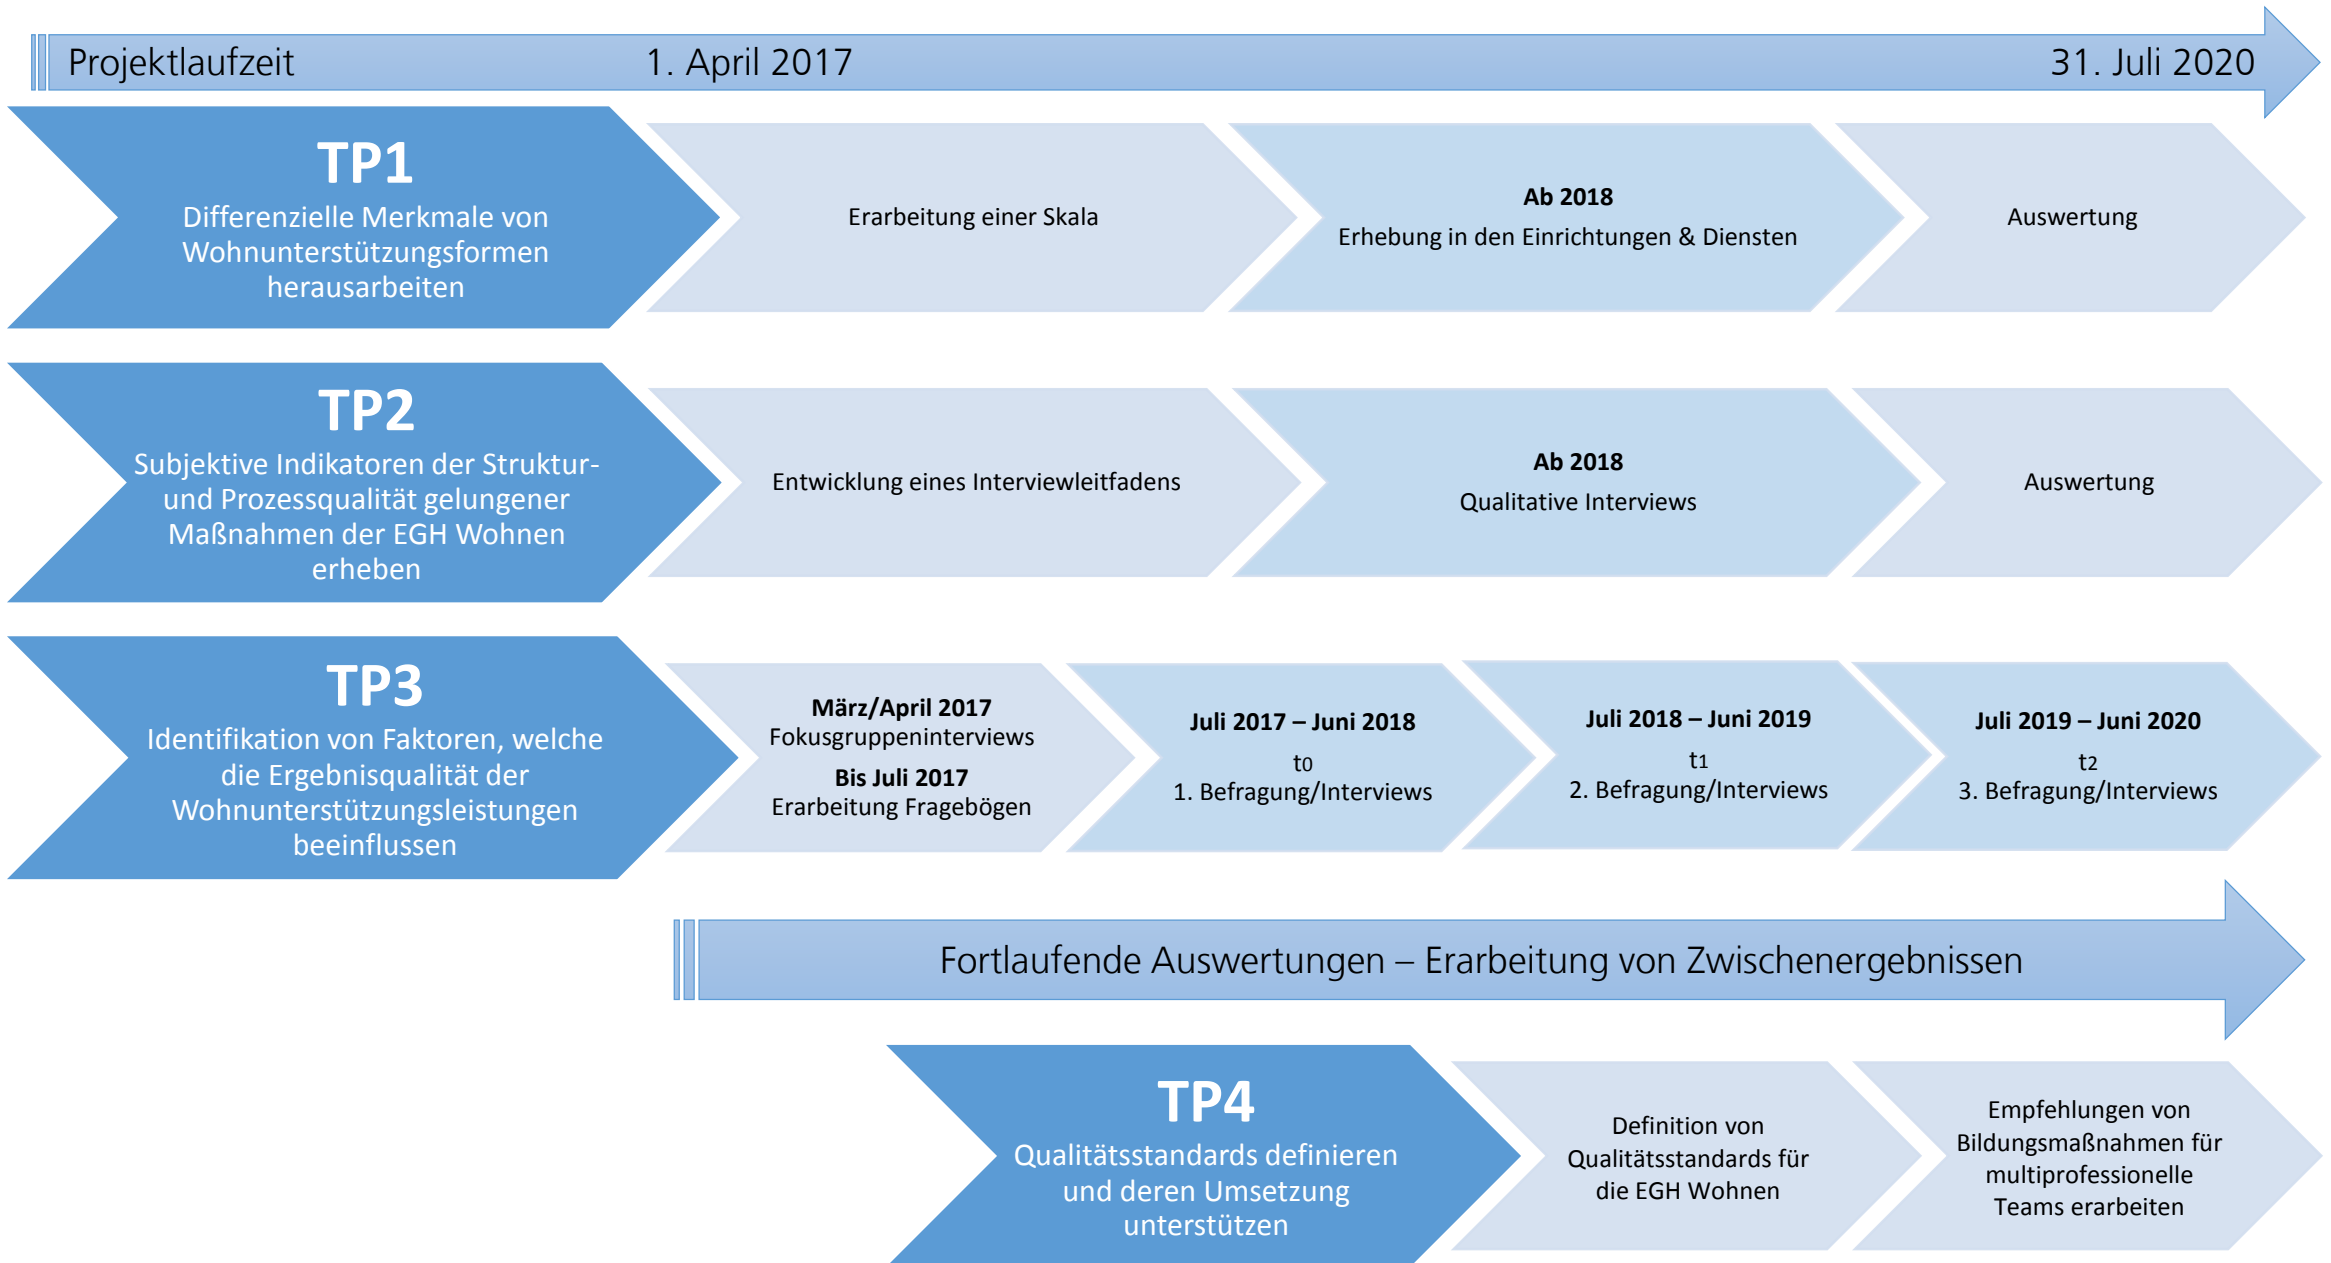 Projektlaufzeit 1. April 2017 31. Juli 2020
TP1
Differenzielle Merkmale von
Wohnunterstützungsformen
herausarbeiten
Erarbeitung einer Skala
Ab 2018
Erhebung in den Einrichtungen & Diensten
Auswertung
TP2
Subjektive Indikatoren der Struktur-
und Prozessqualität gelungener
Maßnahmen der EGH Wohnen
erheben
Entwicklung eines Interviewleitfadens
Ab 2018
Qualitative Interviews
Auswertung
TP3
Identifikation von Faktoren, welche
die Ergebnisqualität der
Wohnunterstützungsleistungen
beeinflussen
März/April 2017
Fokusgruppeninterviews
Bis Juli 2017
Erarbeitung Fragebögen
Juli 2017 – Juni 2018
t0
1. Befragung/Interviews
Juli 2018 – Juni 2019
t1
2. Befragung/Interviews
Juli 2019 – Juni 2020
t2
3. Befragung/Interviews
Fortlaufende Auswertungen – Erarbeitung von Zwischenergebnissen
TP4
Qualitätsstandards definieren
und deren Umsetzung
unterstützen
Definition von
Qualitätsstandards für
die EGH Wohnen
Empfehlungen von
Bildungsmaßnahmen für
multiprofessionelle
Teams erarbeiten